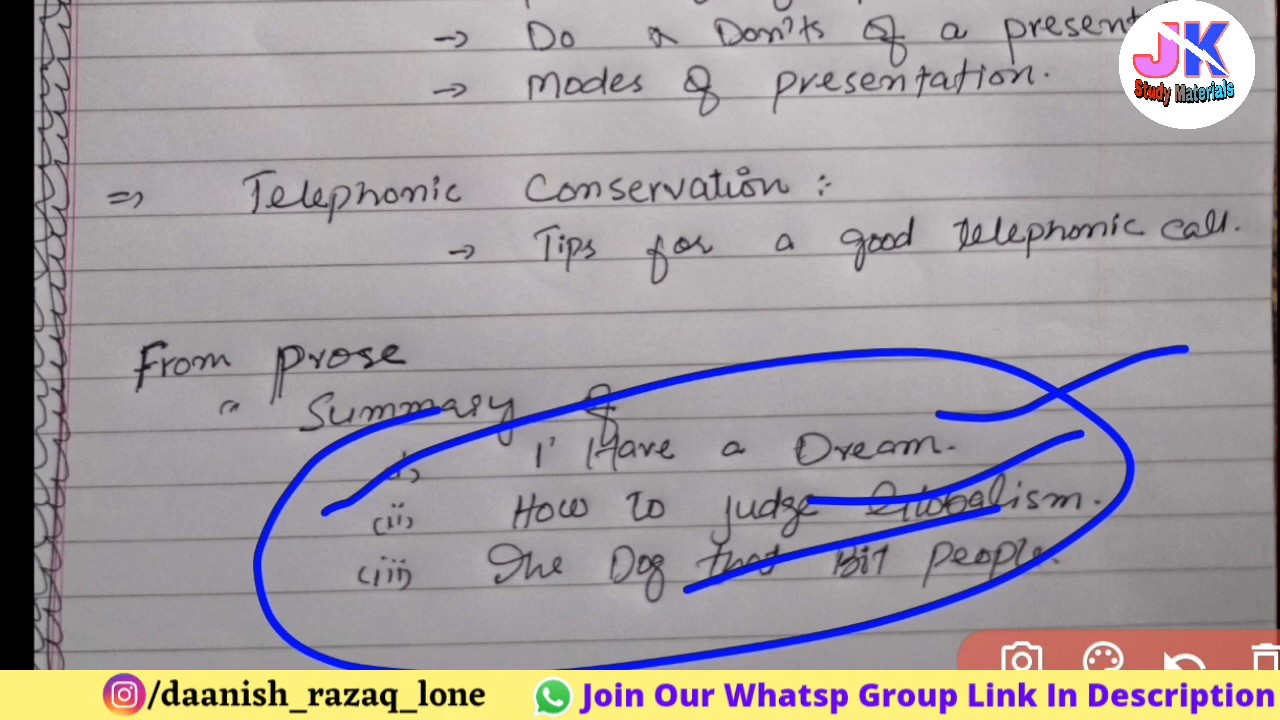 → Do & Don'ts of a present
→ modes of presentation.
JK
Study Materials
⇒ Telephonic Conservation :-
→ Tips for a good telephonic call.
From prose
" Summary of
i) I Have a Dream.
(ii) How to judge Globalism.
(iii) The Dog that Bit People.
/daanish_razaq_lone Join Our Whatsp Group Link In Description